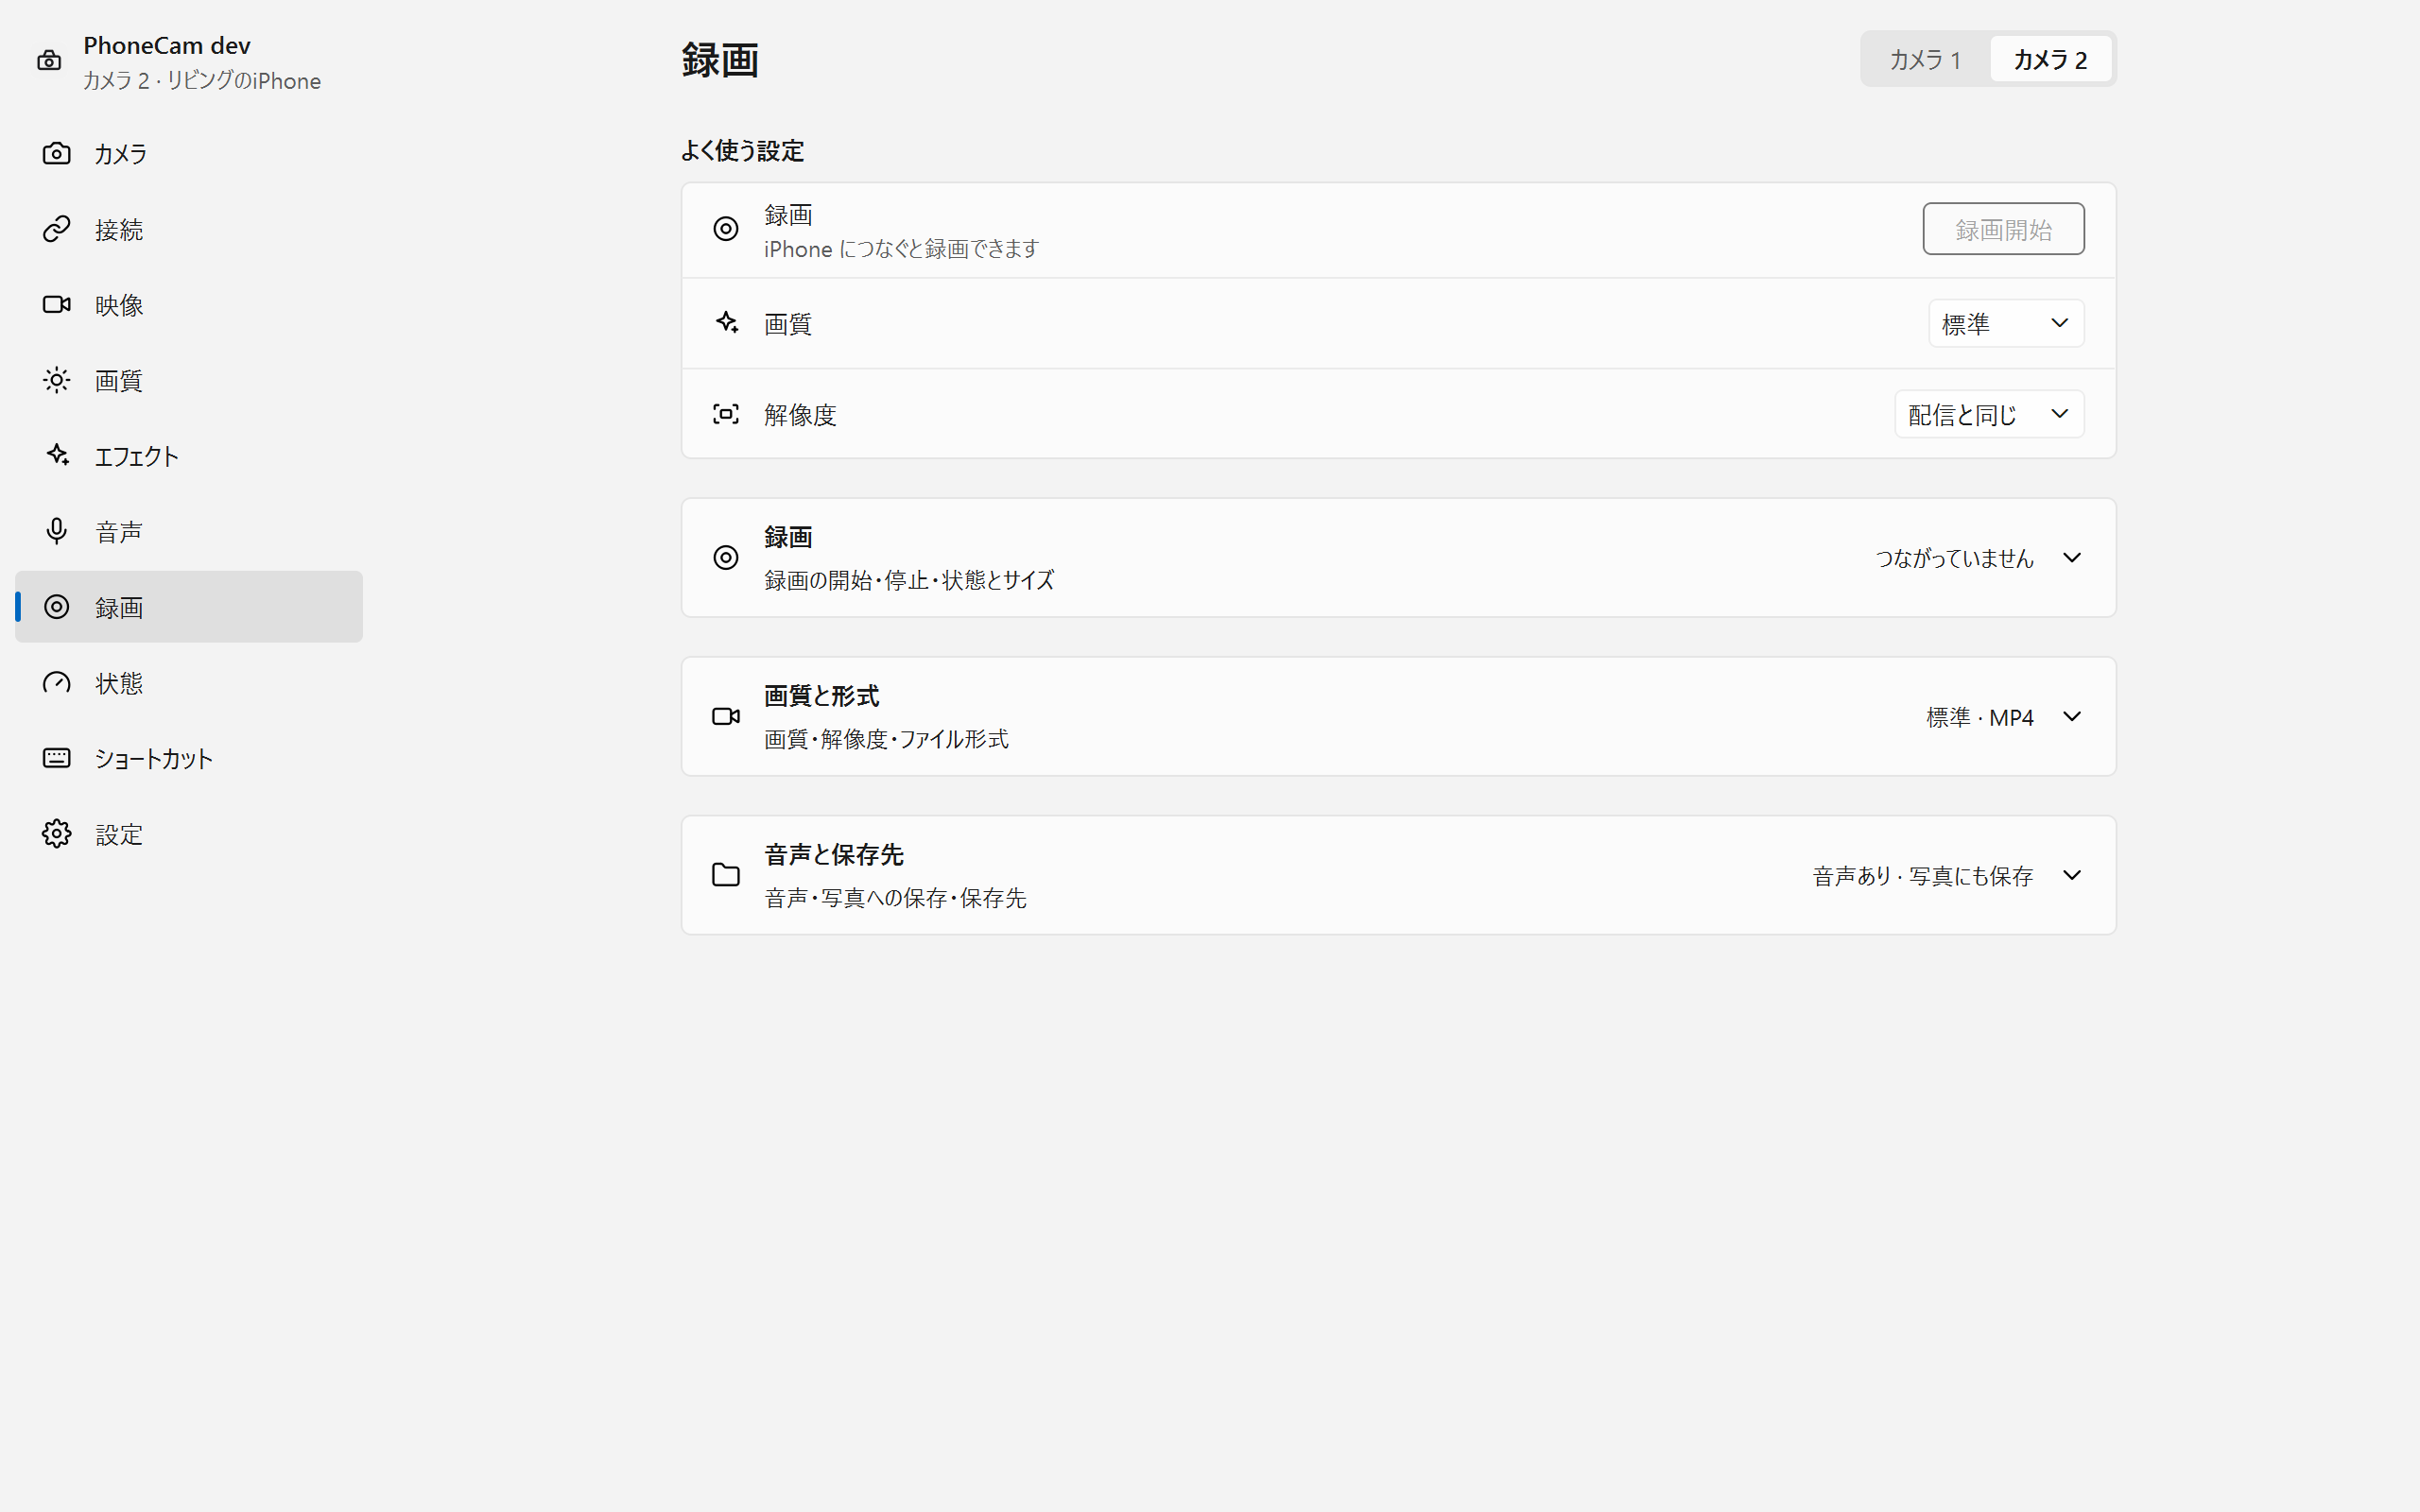 PhoneCam dev
カメラ 2 · リビングのiPhone
カメラ
接続
映像
画質
エフェクト
音声
録画
状態
ショートカット
設定
録画
カメラ 1
カメラ 2
よく使う設定
録画
iPhone につなぐと録画できます
録画開始
画質
標準
解像度
配信と同じ
録画
録画の開始・停止・状態とサイズ
つながっていません
画質と形式
画質・解像度・ファイル形式
標準 · MP4
音声と保存先
音声・写真への保存・保存先
音声あり · 写真にも保存